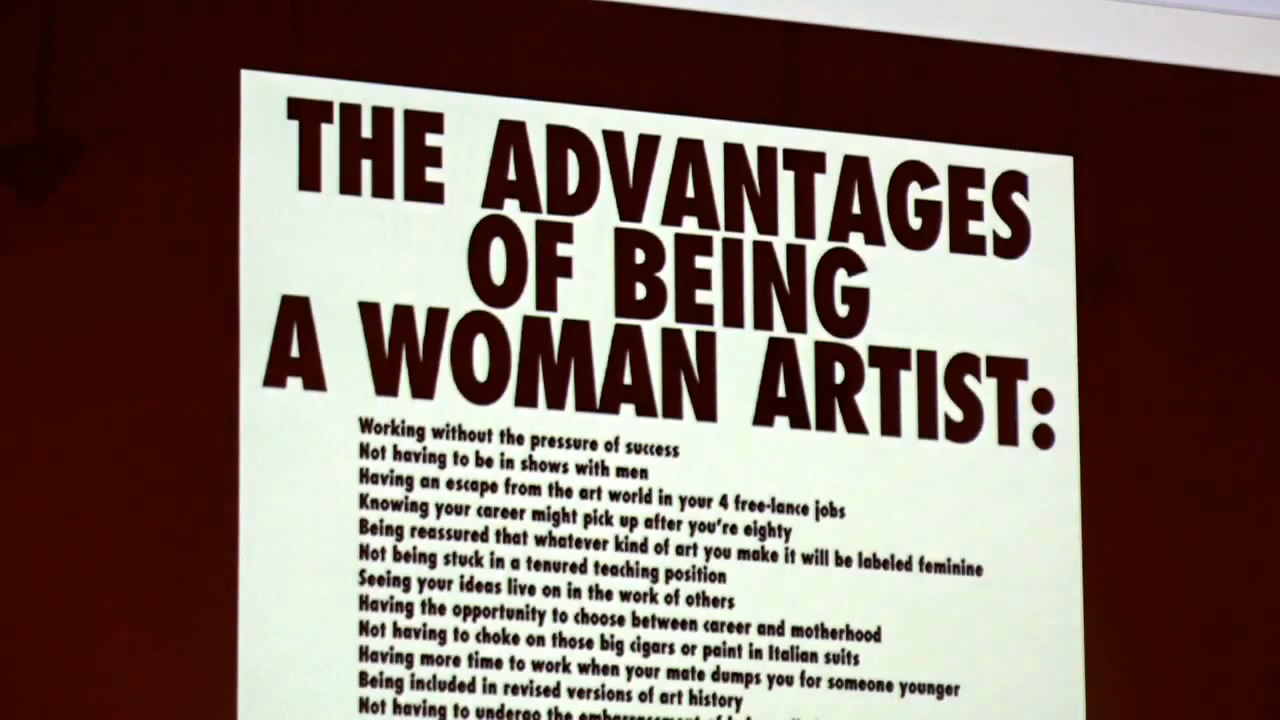 THE ADVANTAGES
OF BEING
A WOMAN ARTIST:
Working without the pressure of success
Not having to be in shows with men
Having an escape from the art world in your 4 free-lance jobs
Knowing your career might pick up after you're eighty
Being reassured that whatever kind of art you make it will be labeled feminine
Not being stuck in a tenured teaching position
Seeing your ideas live on in the work of others
Having the opportunity to choose between career and motherhood
Not having to choke on those big cigars or paint in Italian suits
Having more time to work when your mate dumps you for someone younger
Being included in revised versions of art history
Not having to undergo the